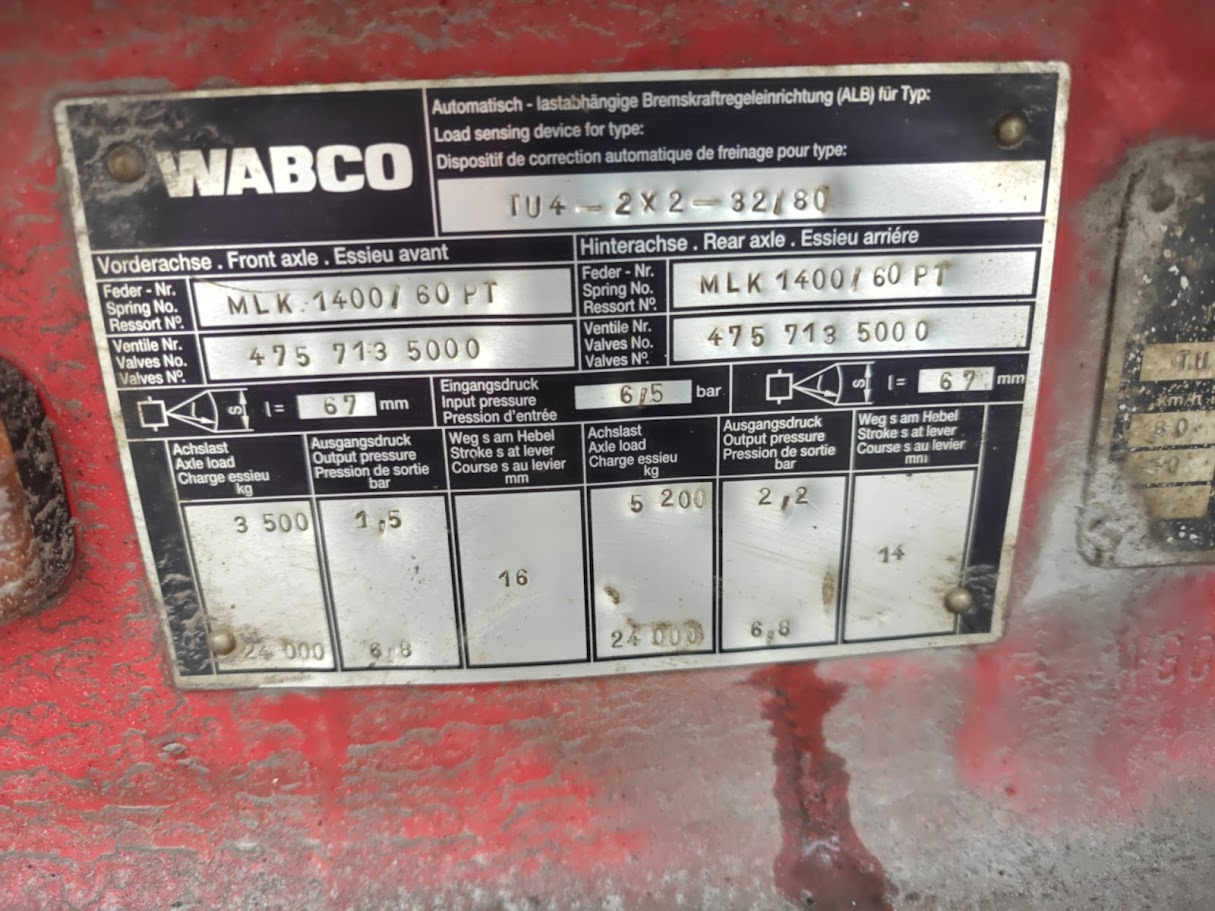 WABCO
Automatisch - lastabhängige Bremskraftregeleinrichtung (ALB) für Typ:
Load sensing device for type:
Dispositif de correction automatique de freinage pour type:
TU4-2X2-32/80
Vorderachse . Front axle . Essieu avant
Feder - Nr.
Spring No.
Ressort Nº.
MLK 1400/60 PT
Ventile Nr.
Valves No.
Valves Nº.
475 713 5000
Hinterachse . Rear axle . Essieu arriére
Feder - Nr.
Spring No.
Ressort Nº.
MLK 1400/60 PT
Ventile Nr.
Valves No.
Valves Nº
475 713 5000
S l = 67 mm
Eingangsdruck
Input pressure
Pression d'entrée
6,5 bar
S l = 67 mm
Achslast
Axle load
Charge essieu
kg
Ausgangsdruck
Output pressure
Pression de sortie
bar
Weg s am Hebel
Stroke s at lever
Course s au levier
mm
Achslast
Axle load
Charge essieu
kg
Ausgangsdruck
Output pressure
Pression de sortie
bar
Weg s am Hebel
Stroke s at lever
Course s au levier
mm
3 500 1,5 5 200 2,2
16 14
24 000 6,8 24 000 6,8
T.U
km/h